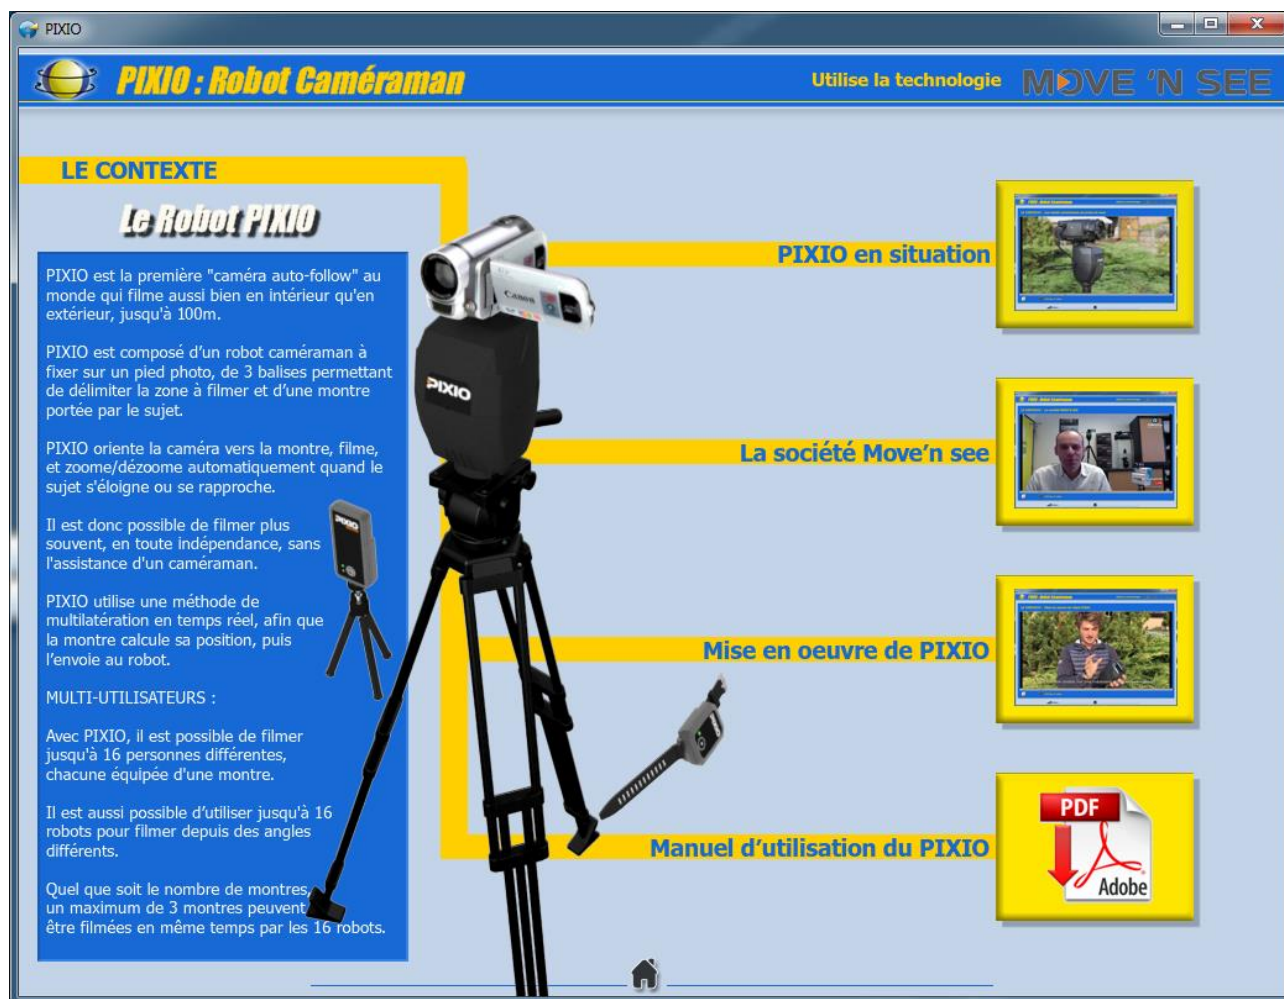 PIXIO
PIXIO : Robot Caméraman
Utilise la technologie
MOVE 'N SEE
LE CONTEXTE
Le Robot PIXIO
PIXIO est la première "caméra auto-follow" au
monde qui filme aussi bien en intérieur qu'en
extérieur, jusqu'à 100m.
PIXIO est composé d'un robot caméraman à
fixer sur un pied photo, de 3 balises permettant
de délimiter la zone à filmer et d'une montre
portée par le sujet.
PIXIO oriente la caméra vers la montre, filme,
et zoome/dézoome automatiquement quand le
sujet s'éloigne ou se rapproche.
Il est donc possible de filmer plus
souvent, en toute indépendance, sans
l'assistance d'un caméraman.
PIXIO utilise une méthode de
multilatération en temps réel, afin que
la montre calcule sa position, puis
l'envoie au robot.
MULTI-UTILISATEURS :
Avec PIXIO, il est possible de filmer
jusqu'à 16 personnes différentes,
chacune équipée d'une montre.
Il est aussi possible d'utiliser jusqu'à 16
robots pour filmer depuis des angles
différents.
Quel que soit le nombre de montres,
un maximum de 3 montres peuvent
être filmées en même temps par les 16 robots.
Canon
PIXIO
PIXIO
PIXIO en situation
La société Move'n see
Mise en oeuvre de PIXIO
Manuel d'utilisation du PIXIO
PDF
Adobe